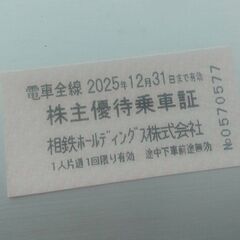 電車全線 2025年12月31日まで有効
株主優待乗車証
相鉄ホールディングス株式会社
1人片道1回限り有効 途中下車前途無効
№0570577